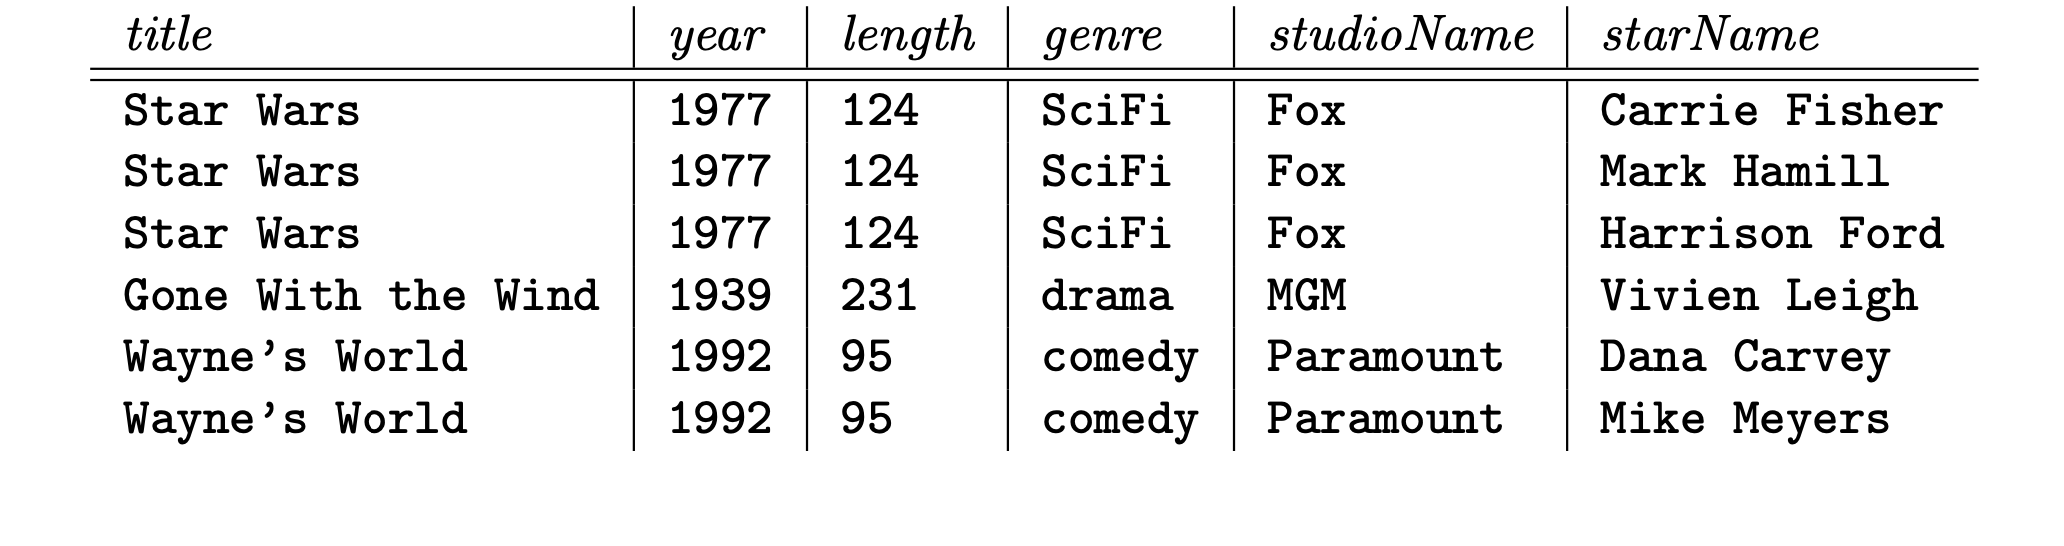 title year length genre studioName starName
Star Wars 1977 124 SciFi Fox Carrie Fisher
Star Wars 1977 124 SciFi Fox Mark Hamill
Star Wars 1977 124 SciFi Fox Harrison Ford
Gone With the Wind 1939 231 drama MGM Vivien Leigh
Wayne's World 1992 95 comedy Paramount Dana Carvey
Wayne's World 1992 95 comedy Paramount Mike Meyers